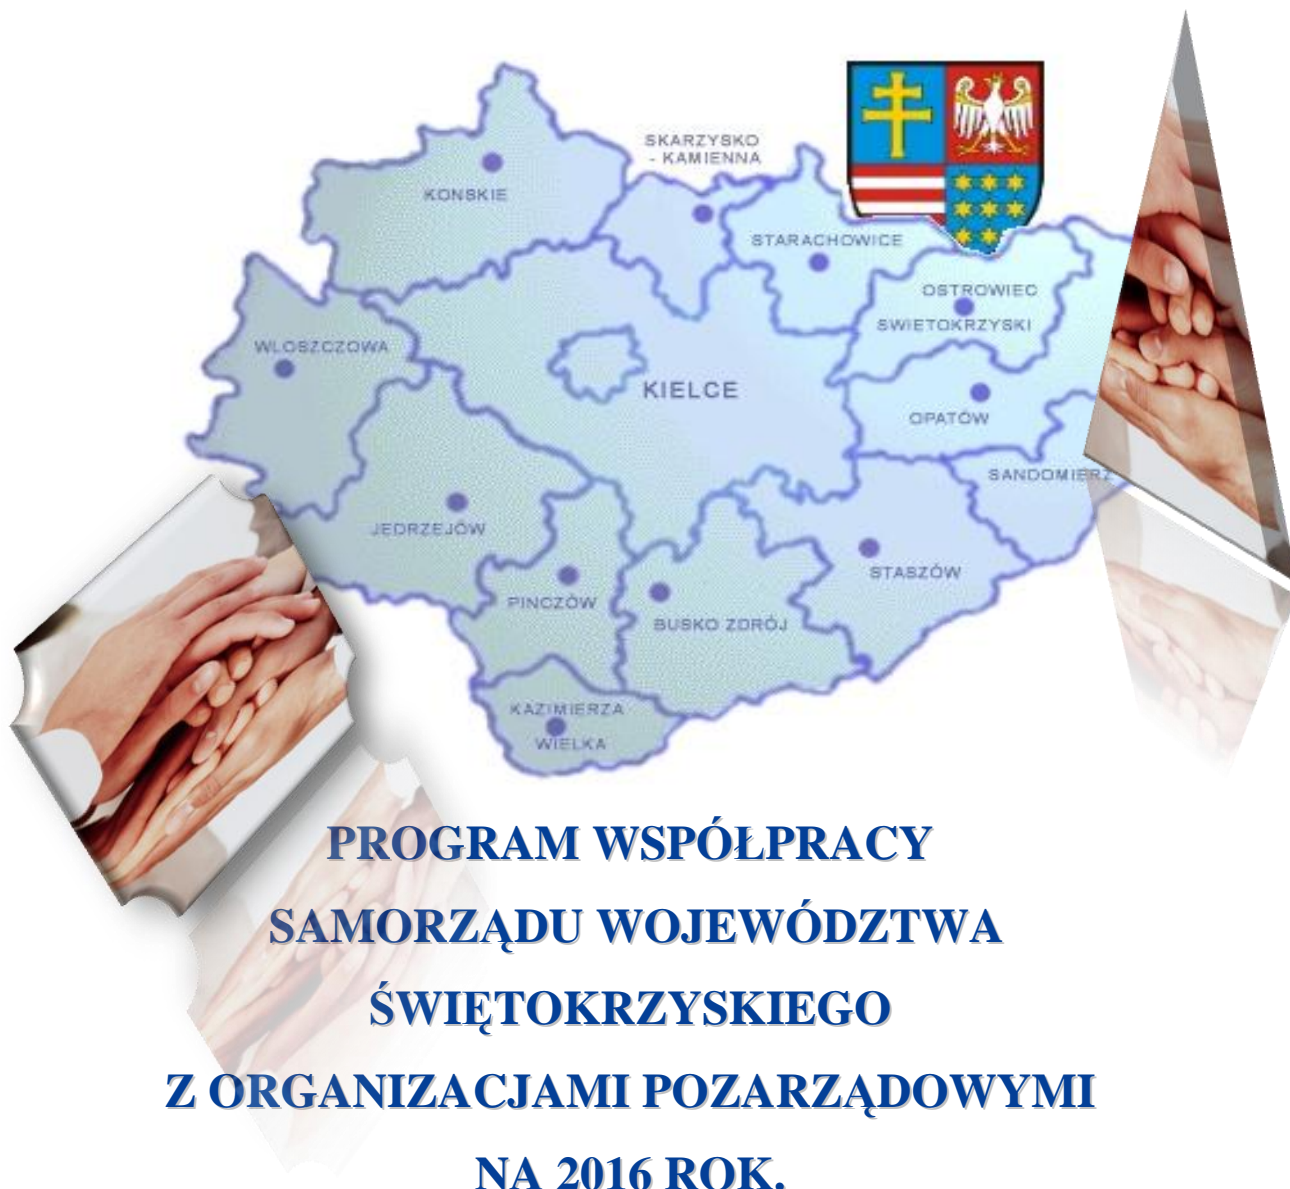 SKARZYSKO
- KAMIENNA
KONSKIE
STARACHOWICE
OSTROWIEC
SWIETOKRZYSKI
WLOSZCZOWA
KIELCE
OPATÓW
SANDOMIERZ
JEDRZEJÓW
STASZÓW
PINCZÓW
BUSKO ZDRÓJ
KAZIMIERZA
WIELKA
PROGRAM WSPÓŁPRACY
SAMORZĄDU WOJEWÓDZTWA
ŚWIĘTOKRZYSKIEGO
Z ORGANIZACJAMI POZARZĄDOWYMI
NA 2016 ROK.